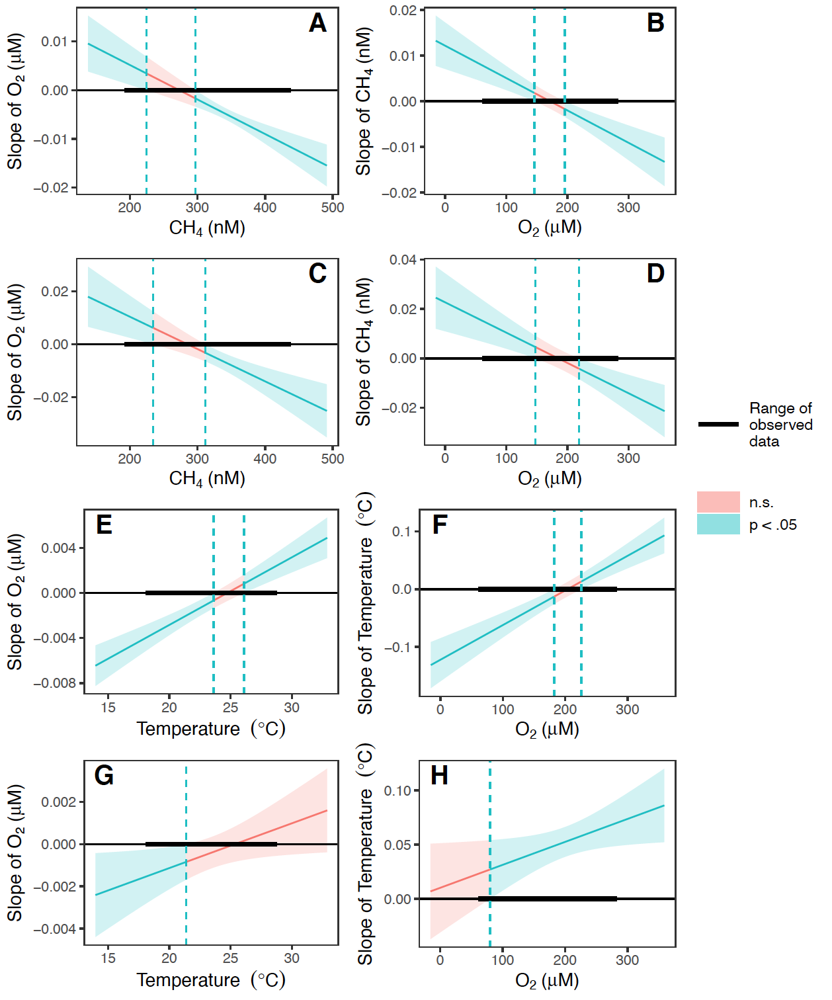 A
Slope of O₂ (μM)
0.01
0.00
−0.01
−0.02
200 300 400 500
CH₄ (nM)
B
Slope of CH₄ (nM)
0.02
0.01
0.00
−0.01
−0.02
0 100 200 300
O₂ (μM)
C
Slope of O₂ (μM)
0.02
0.00
−0.02
200 300 400 500
CH₄ (nM)
D
Slope of CH₄ (nM)
0.04
0.02
0.00
−0.02
0 100 200 300
O₂ (μM)
Range of
observed
data
n.s.
p < .05
E
Slope of O₂ (μM)
0.004
0.000
−0.004
−0.008
15 20 25 30
Temperature (°C)
F
Slope of Temperature (°C)
0.1
0.0
−0.1
0 100 200 300
O₂ (μM)
G
Slope of O₂ (μM)
0.002
0.000
−0.002
−0.004
15 20 25 30
Temperature (°C)
H
Slope of Temperature (°C)
0.10
0.05
0.00
0 100 200 300
O₂ (μM)